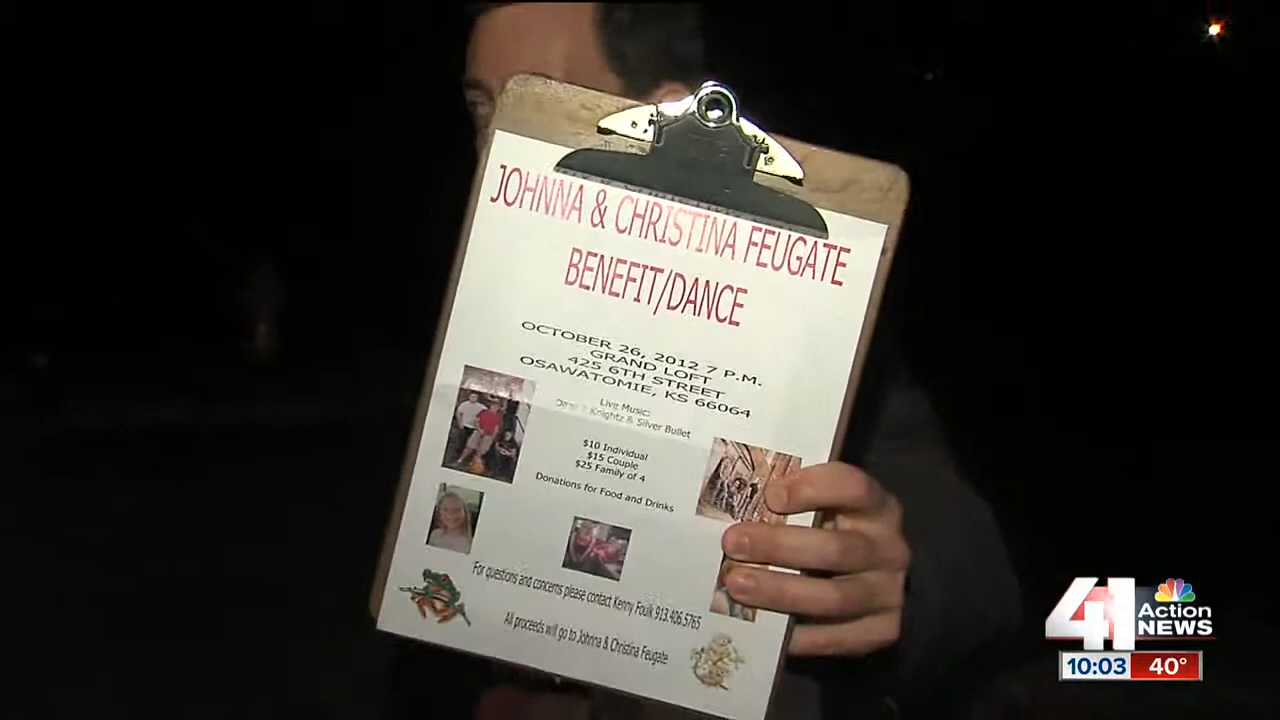 JOHNNA & CHRISTINA FEUGATE
BENEFIT/DANCE
OCTOBER 26, 2012 7 P.M.
GRAND LOFT
425 6TH STREET
OSAWATOMIE, KS 66064
Live Music:
Knightz & Silver Bullet
$10 Individual
$15 Couple
$25 Family of 4
Donations for Food and Drinks
For questions and concerns please contact Kenny Foulk 913.406.5765
All proceeds will go to Johnna & Christina Feugate
41 Action
NEWS
10:03 40°